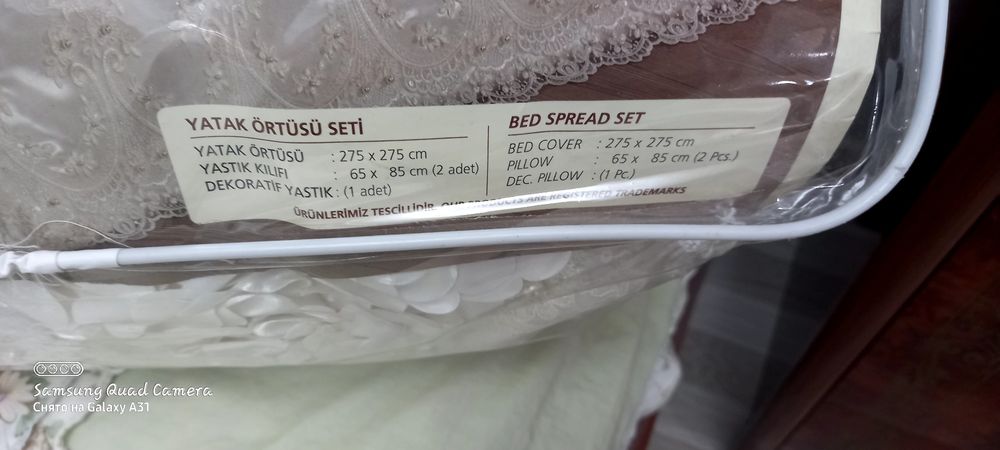 YATAK ÖRTÜSÜ SETİ
YATAK ÖRTÜSÜ : 275 x 275 cm
YASTIK KILIFI : 65 x 85 cm (2 adet)
DEKORATİF YASTIK : (1 adet)
BED SPREAD SET
BED COVER : 275 x 275 cm
PILLOW : 65 x 85 cm (2 Pcs.)
DEC. PILLOW : (1 Pc.)
ÜRÜNLERİMİZ TESCİLLİDİR. OUR PRODUCTS ARE REGISTERED TRADEMARKS
Samsung Quad Camera
Снято на Galaxy A31